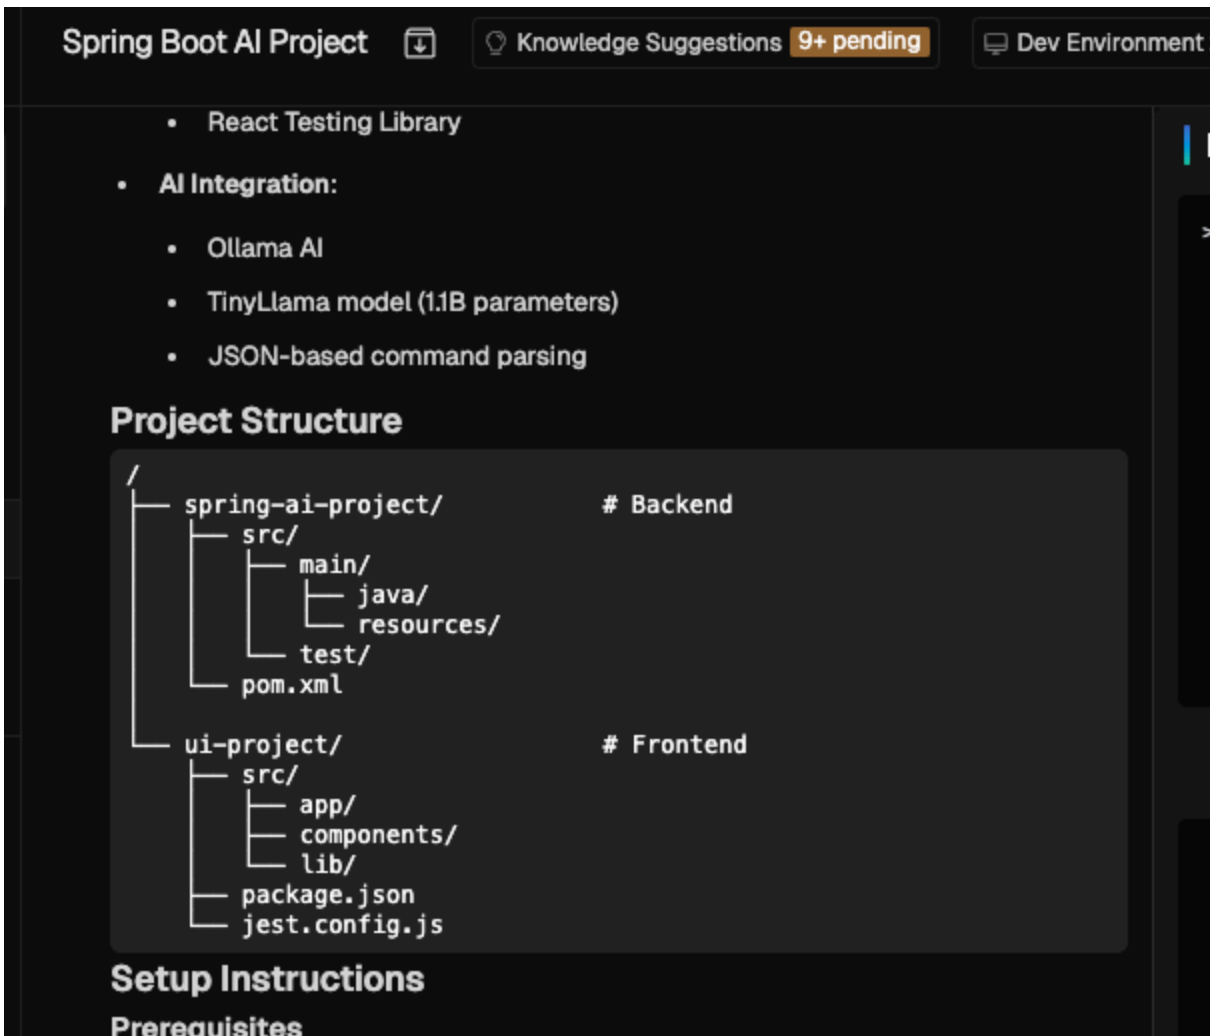 Spring Boot AI Project Knowledge Suggestions 9+ pending Dev Environment
• React Testing Library
• AI Integration:
• Ollama AI
• TinyLlama model (1.1B parameters)
• JSON-based command parsing
Project Structure
/
├── spring-ai-project/           # Backend
│   ├── src/
│   │   ├── main/
│   │   │   ├── java/
│   │   │   └── resources/
│   │   └── test/
│   └── pom.xml
│
└── ui-project/                  # Frontend
    ├── src/
    │   ├── app/
    │   ├── components/
    │   └── lib/
    ├── package.json
    └── jest.config.js
Setup Instructions
Prerequisites
>